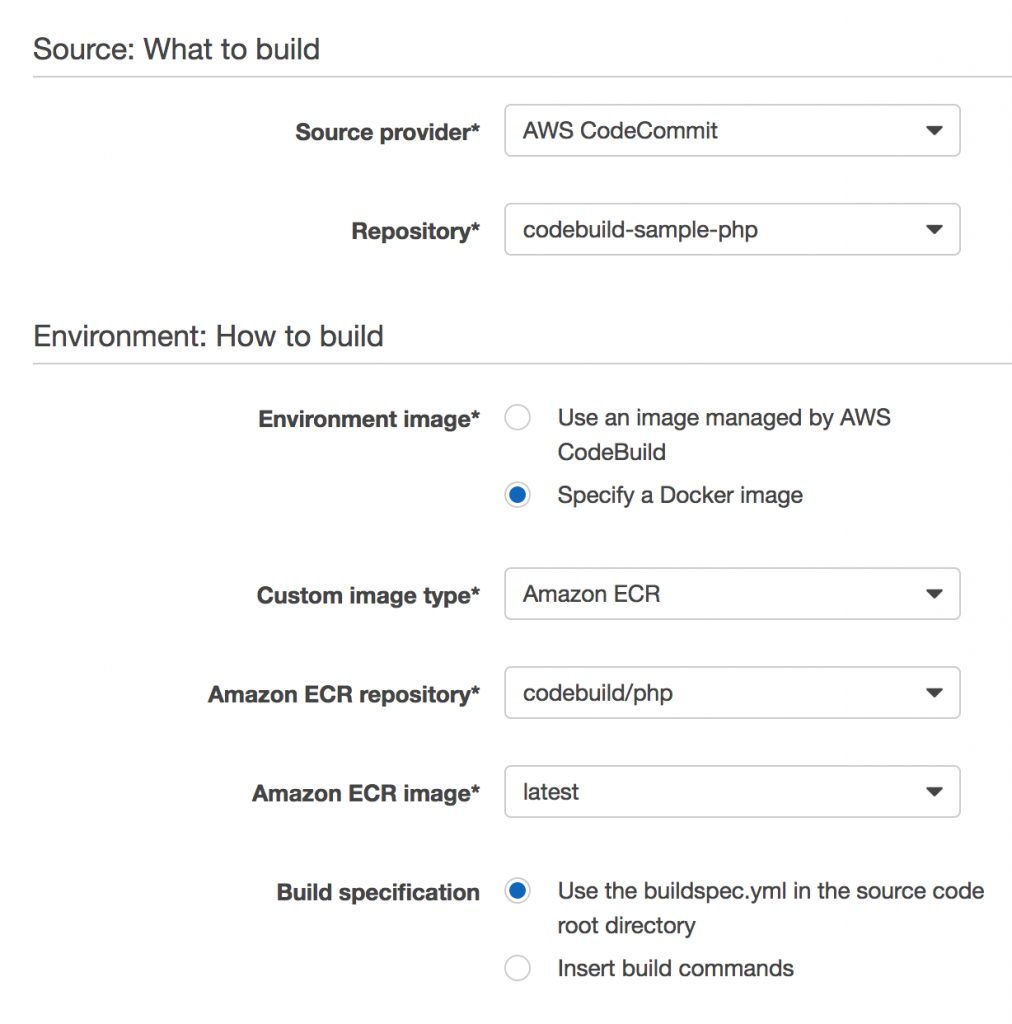 Source: What to build
Source provider* AWS CodeCommit
Repository* codebuild-sample-php
Environment: How to build
Environment image* Use an image managed by AWS
CodeBuild
Specify a Docker image
Custom image type* Amazon ECR
Amazon ECR repository* codebuild/php
Amazon ECR image* latest
Build specification Use the buildspec.yml in the source code
root directory
Insert build commands